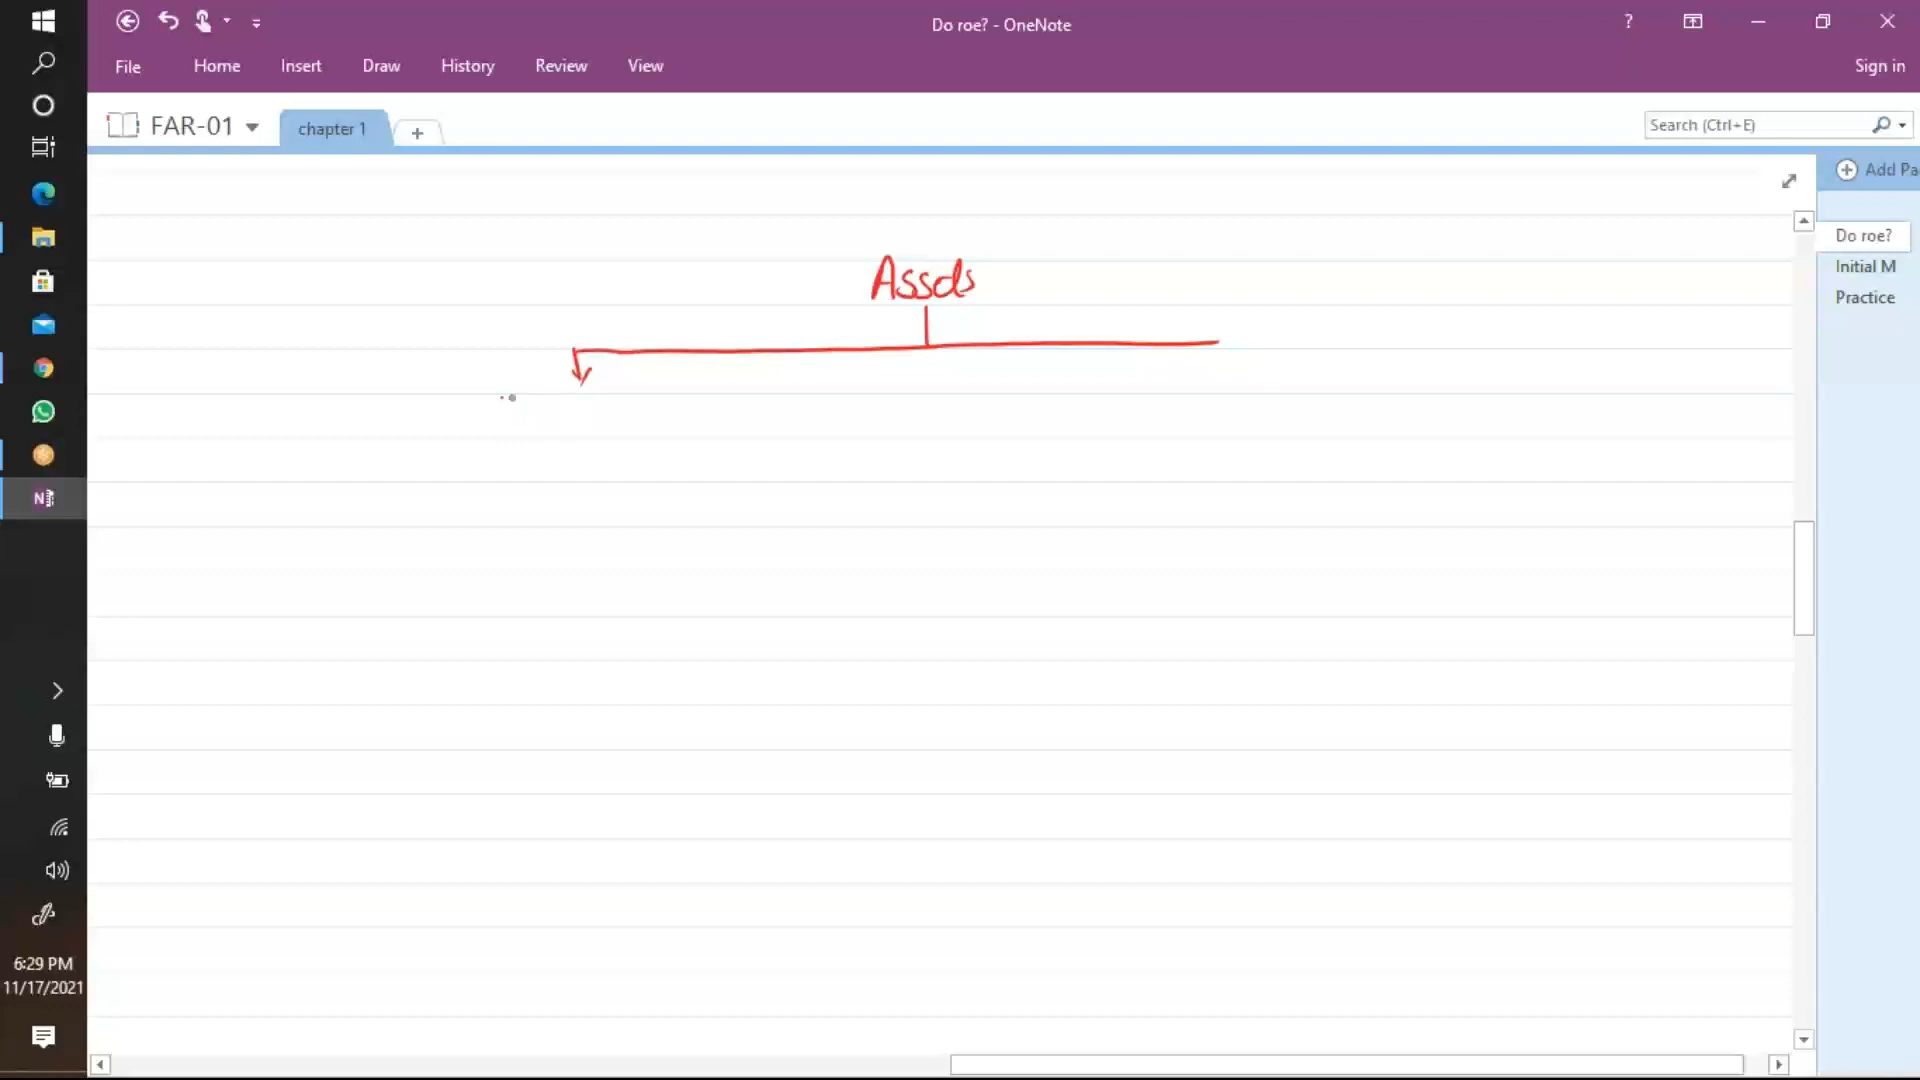 Do roe? - OneNote
?
File Home Insert Draw History Review View
Sign in
FAR-01 chapter 1 +
Search (Ctrl+E)
Add Pa
Do roe?
Initial M
Practice
Assets
N
6:29 PM
11/17/2021